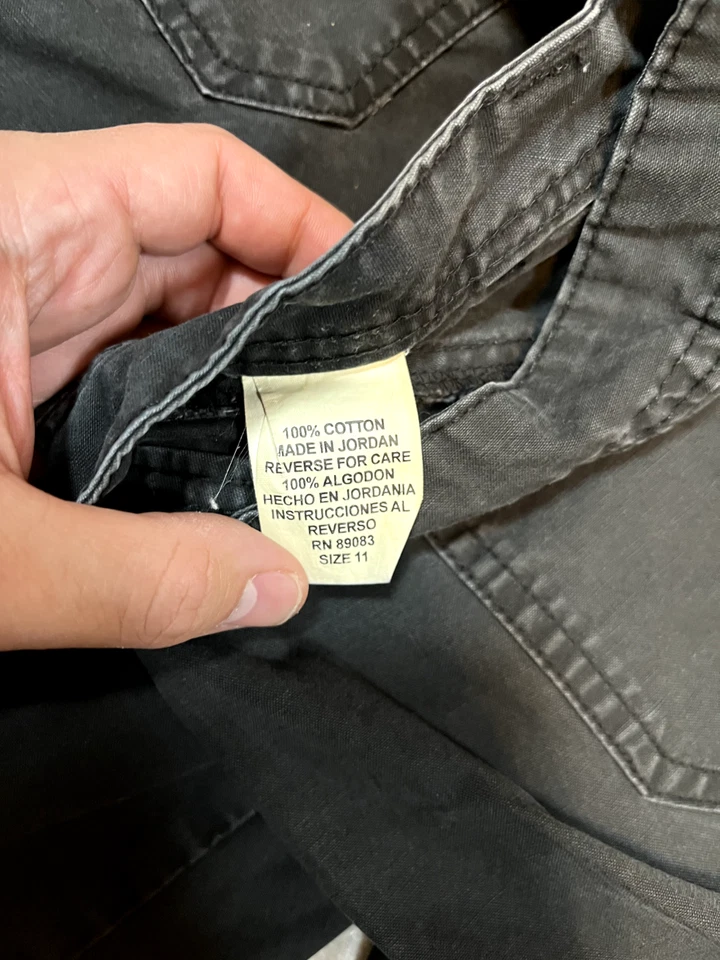 100% COTTON
MADE IN JORDAN
REVERSE FOR CARE
100% ALGODON
HECHO EN JORDANIA
INSTRUCCIONES AL
REVERSO
RN 89083
SIZE 11